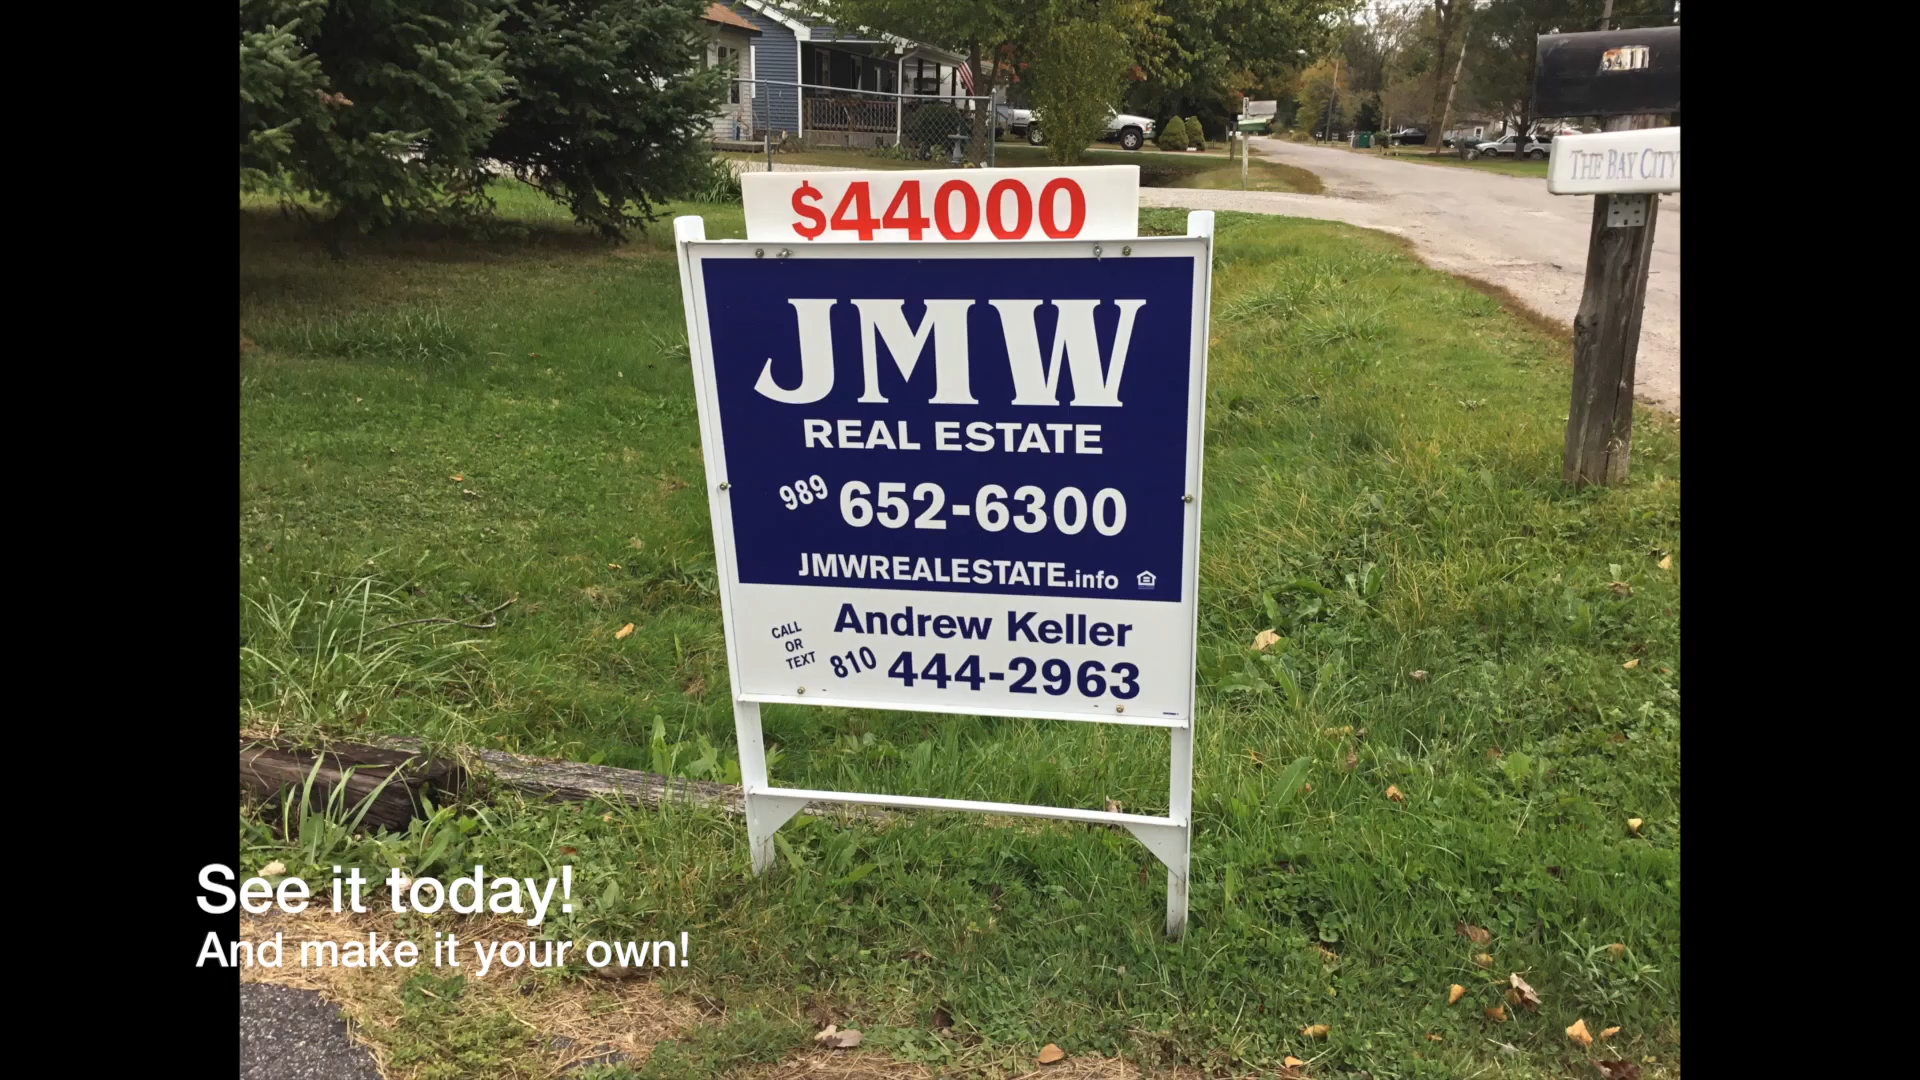 $44000
JMW
REAL ESTATE
989 652-6300
JMWREALESTATE.info
Andrew Keller
CALL
OR
TEXT
810 444-2963
THE BAY CITY
See it today!
And make it your own!